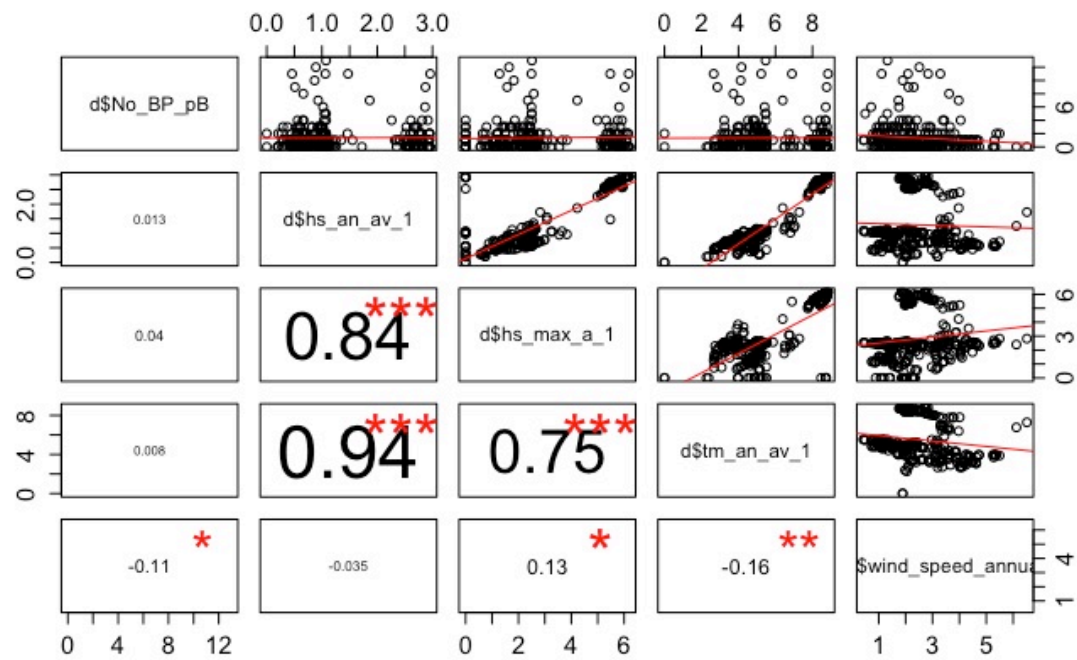 0.0 1.0 2.0 3.0 0 2 4 6 8
d$No_BP_pB 0 6
0.0 2.0 0.013 d$hs_an_av_1
0.04 0.84 *** d$hs_max_a_1 0 3 6
0 4 8 0.008 0.94 *** 0.75 *** d$tm_an_av_1
-0.11 * -0.035 0.13 * -0.16 ** $wind_speed_annua 1 4
0 4 8 12 0 2 4 6 1 3 5